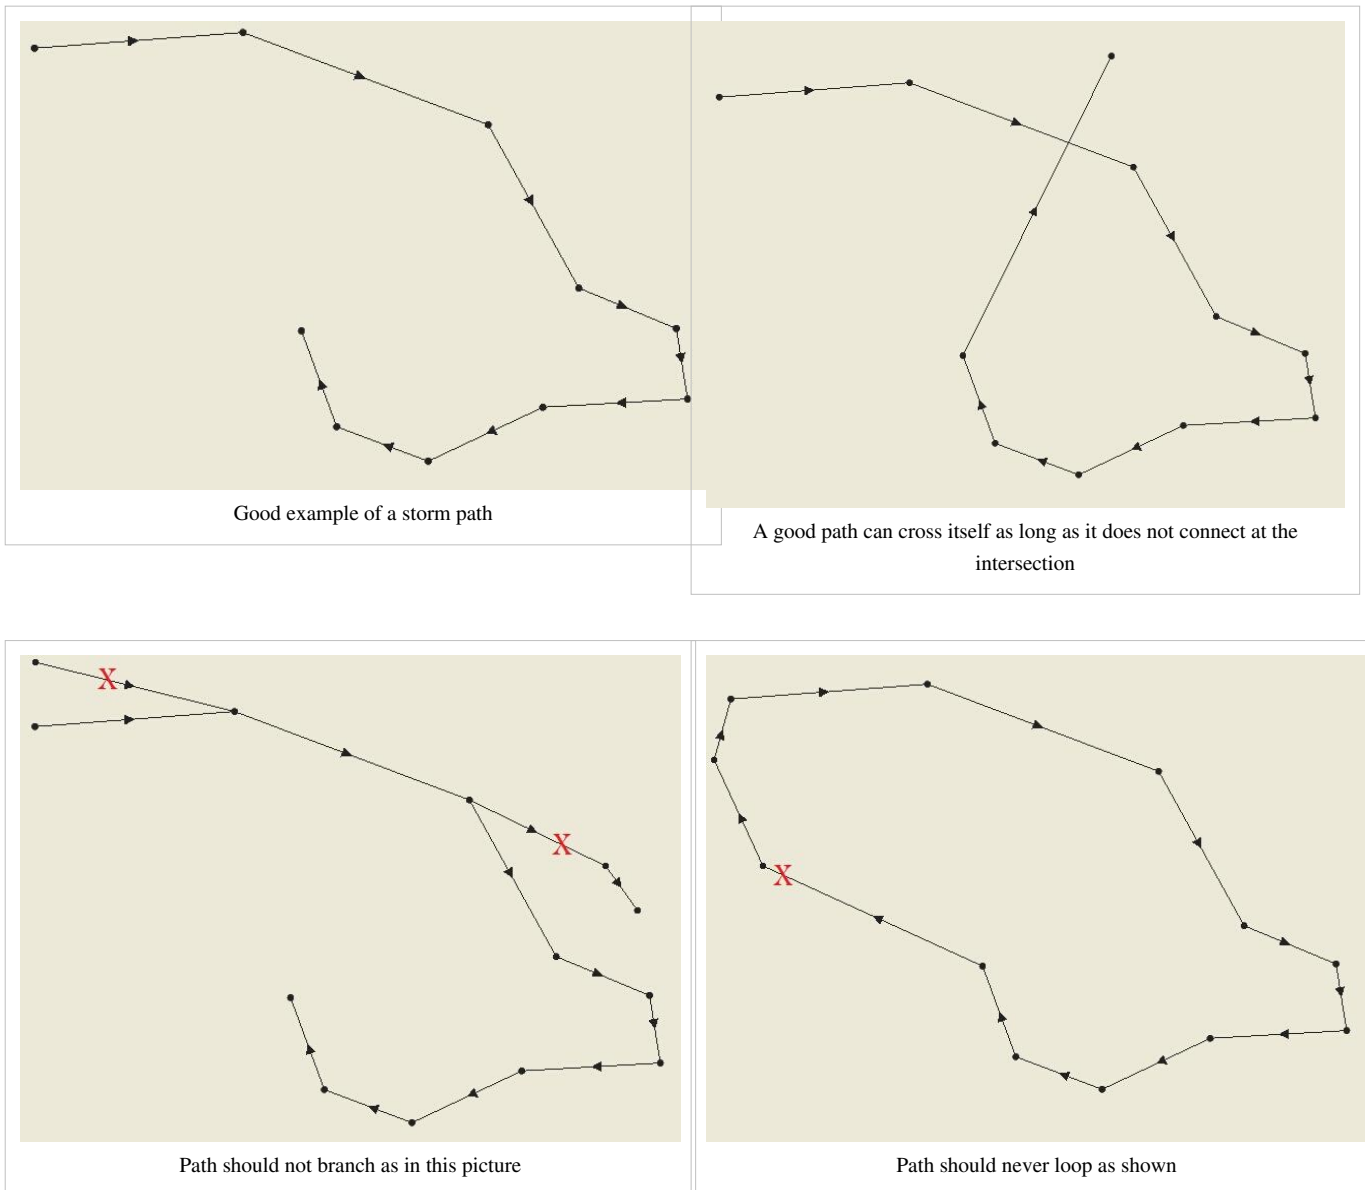 Good example of a storm path
A good path can cross itself as long as it does not connect at the
intersection
X
X
Path should not branch as in this picture
X
Path should never loop as shown